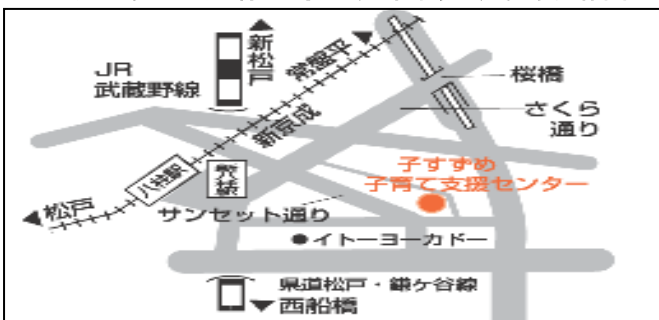 新松戸
常盤平
JR
武蔵野線
桜橋
さくら
通り
新京成
子すずめ
子育て支援センター
八柱駅
松戸
サンセット通り
●イトーヨーカドー
県道松戸・鎌ケ谷線
西船橋